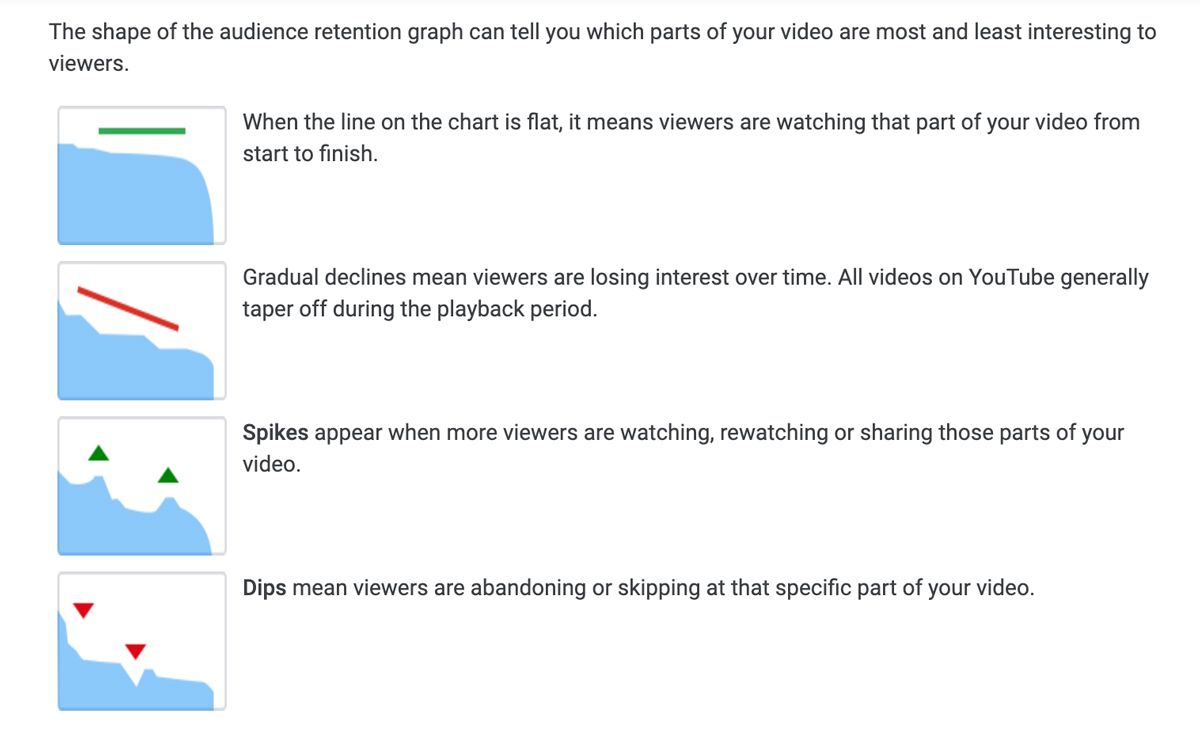 The shape of the audience retention graph can tell you which parts of your video are most and least interesting to
viewers.
When the line on the chart is flat, it means viewers are watching that part of your video from
start to finish.
Gradual declines mean viewers are losing interest over time. All videos on YouTube generally
taper off during the playback period.
Spikes appear when more viewers are watching, rewatching or sharing those parts of your
video.
Dips mean viewers are abandoning or skipping at that specific part of your video.